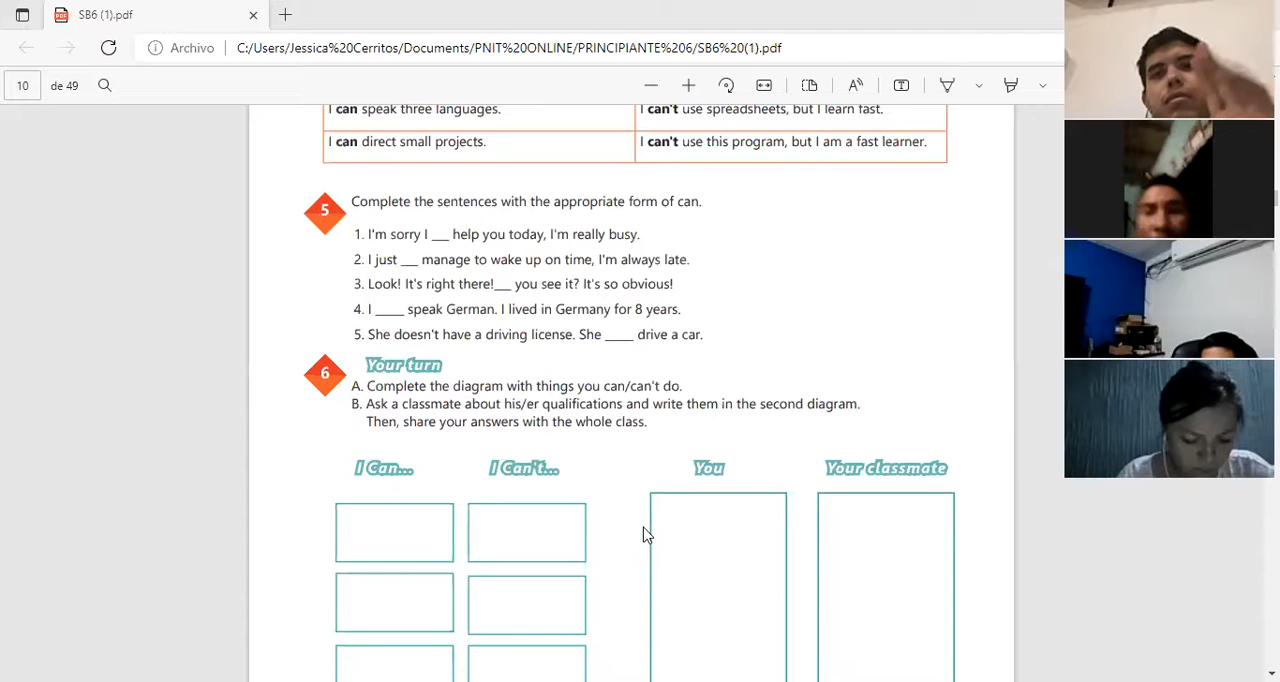 SB6 (1).pdf
Archivo
C:/Users/Jessica%20Cerritos/Documents/PNIT%20ONLINE/PRINCIPIANTE%206/SB6%20(1).pdf
10 de 49
I can speak three languages.
I can't use spreadsheets, but I learn fast.
I can direct small projects.
I can't use this program, but I am a fast learner.
5
Complete the sentences with the appropriate form of can.
1. I'm sorry I ___ help you today, I'm really busy.
2. I just ___ manage to wake up on time, I'm always late.
3. Look! It's right there!___ you see it? It's so obvious!
4. I _____ speak German. I lived in Germany for 8 years.
5. She doesn't have a driving license. She _____ drive a car.
6
Your turn
A. Complete the diagram with things you can/can't do.
B. Ask a classmate about his/er qualifications and write them in the second diagram.
Then, share your answers with the whole class.
I Can...
I Can't...
You
Your classmate